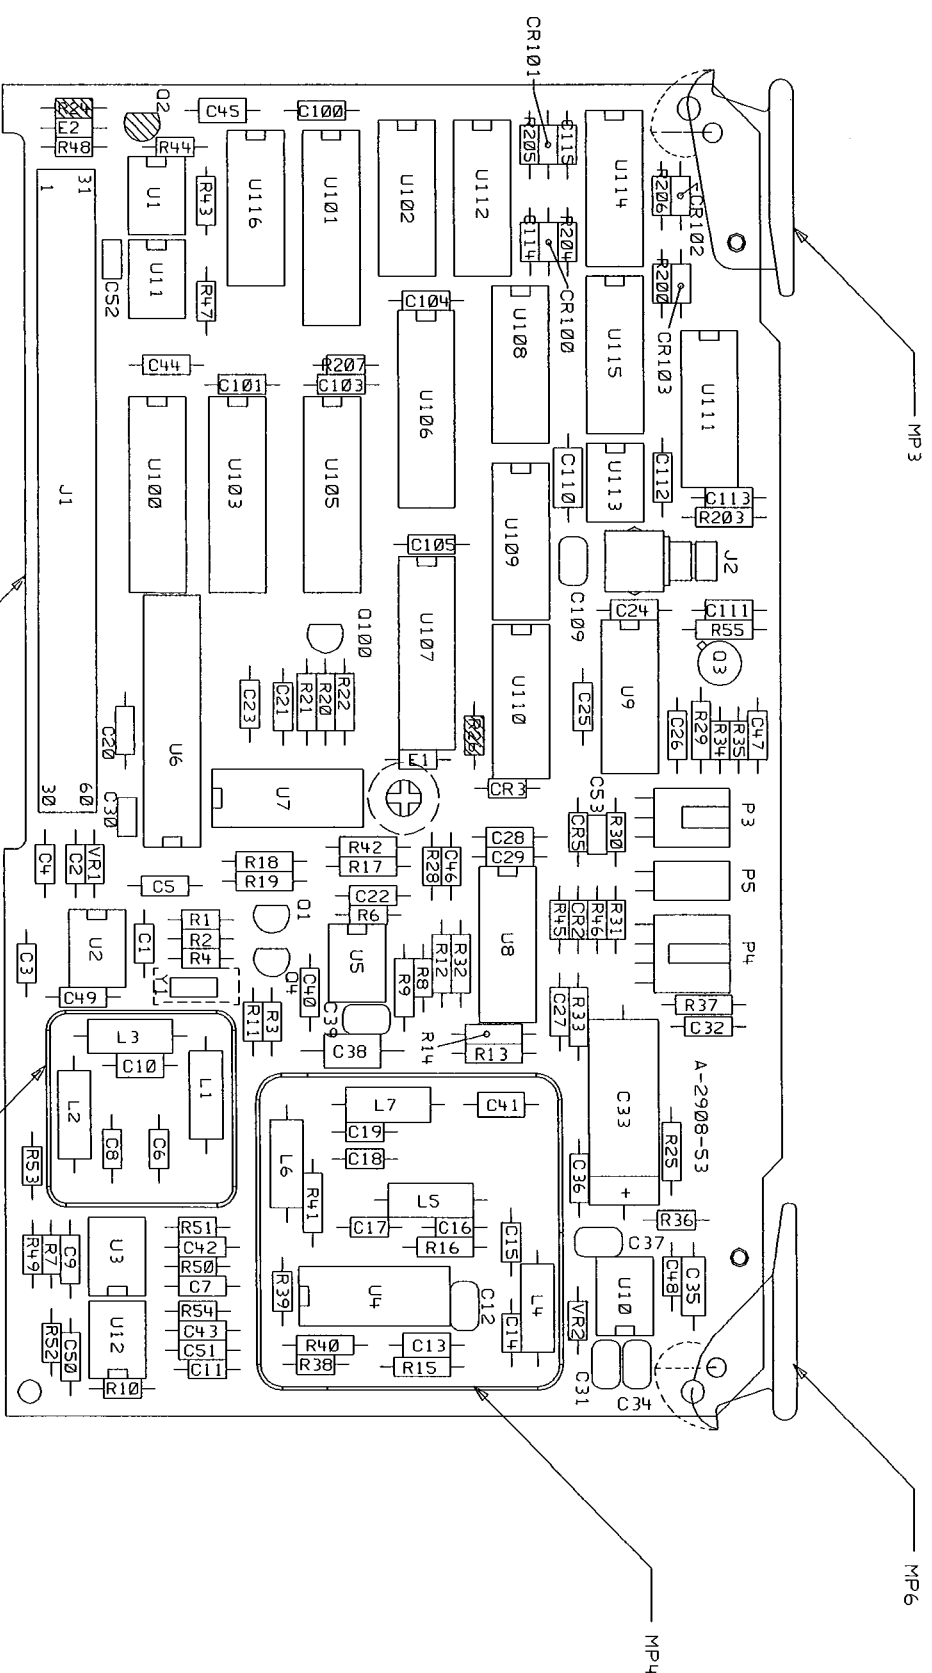 CR101
MP3
Q2
C45
C100
R24
E2
R48
R44
C115
R205
U114
R206
CR102
1
31
U1
R43
U116
U101
U102
U112
C114
R204
R200
U11
C52
R47
C104
U108
CR100
U115
CR103
U111
C44
R207
C101
C103
U106
J1
U100
U103
U105
C110
U113
C112
C113
R203
C105
U109
J2
C109
C24
C111
R55
Q100
U107
Q3
C23
C21
R21
R20
R22
R26
U110
C25
U9
C26
R29
R34
R35
C47
C20
U6
E1
30
60
C30
U7
CR3
C53
CR5
R30
P3
C4
C2
VR1
C5
R18
R19
R42
R17
R28
C46
C28
C29
P5
C22
R6
Q1
R1
R2
R4
U2
C1
C3
Y1
C49
Q4
C40
U5
R9
R8
R12
R32
U8
R45
CR2
R46
R31
P4
R11
R3
C39
C38
R14
R13
C27
R33
R37
C32
L3
C10
L1
L2
C8
C6
R53
L7
C19
C18
C41
L6
R41
L5
C17
C16
R16
C15
C33
+
A-2908-S3
R25
C36
R36
R49
R7
C9
U3
R51
C42
R50
C7
R39
U4
C12
L4
C14
C37
U10
C48
C35
VR2
R52
C50
U12
R54
C43
C51
C11
R10
R40
R38
C13
R15
C31
C34
MP6
MP4